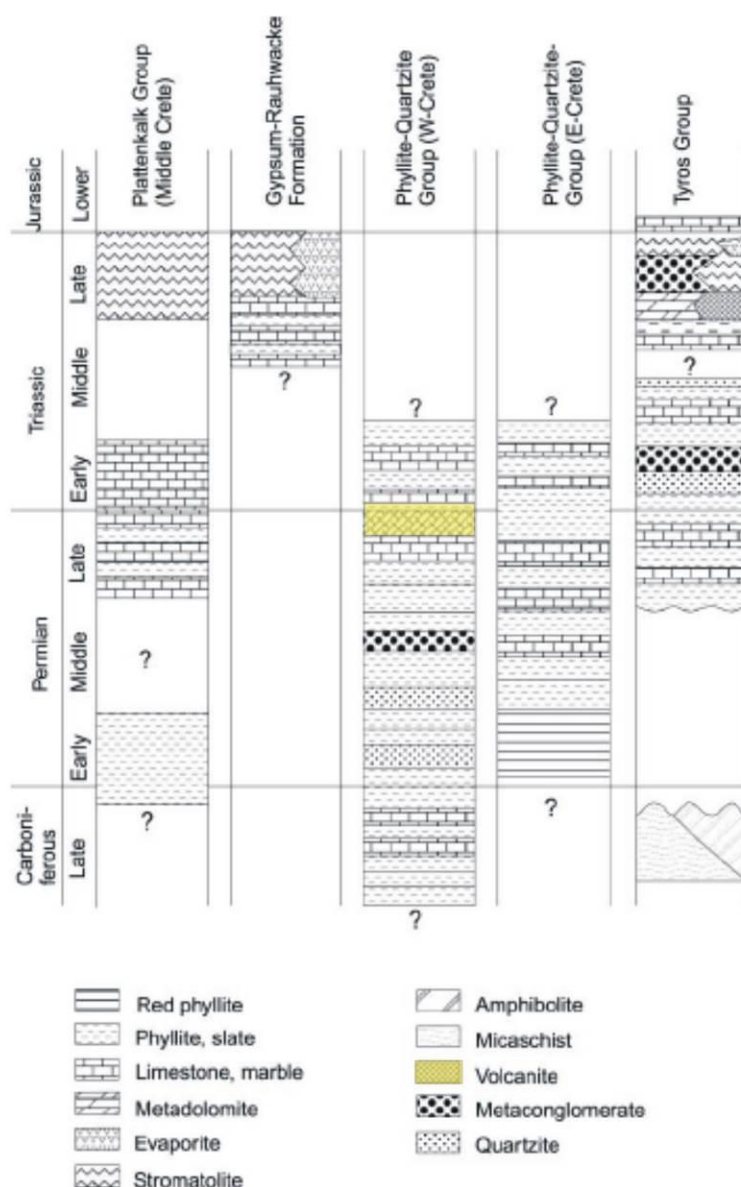 Plattenkalk Group
(Middle Crete)
Gypsum-Rauhwacke
Formation
Phyllite-Quartzite
Group (W-Crete)
Phyllite-Quartzite-
Group (E-Crete)
Tyros Group
Jurassic
Lower
Triassic
Late
Middle
Early
Permian
Late
Middle
Early
Carboni-
ferous
Late
?
?
?
?
?
?
?
?
Red phyllite
Phyllite, slate
Limestone, marble
Metadolomite
Evaporite
Stromatolite
Amphibolite
Micaschist
Volcanite
Metaconglomerate
Quartzite